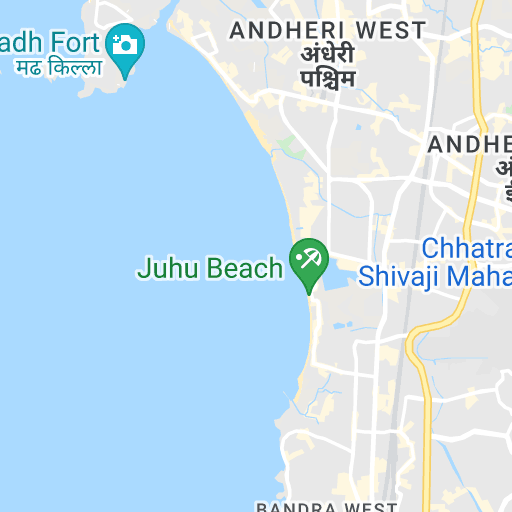 ANDHERI WEST
अंधेरी
पश्चिम
adh Fort
मढ किल्ला
ANDHE
अं
Juhu Beach
Chhatra
Shivaji Maha
BANDRA WEST